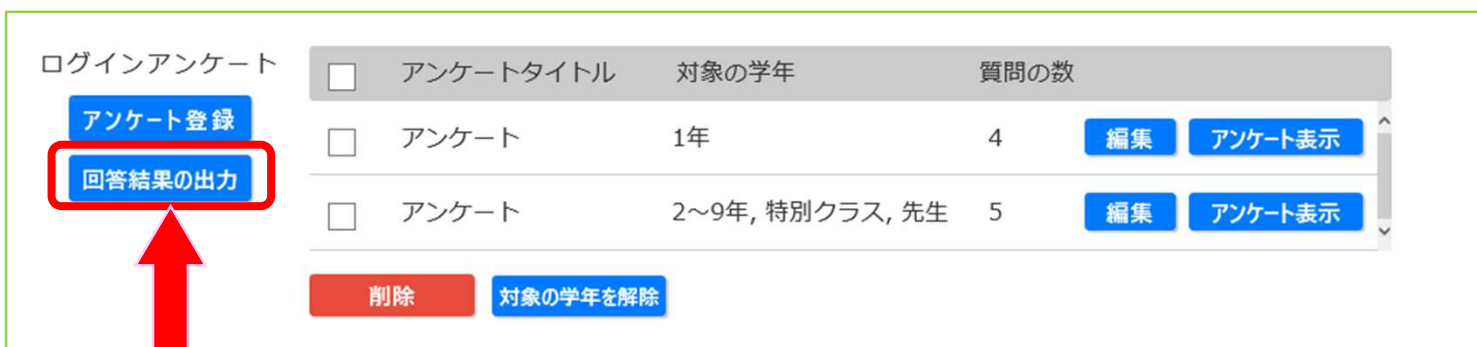 ログインアンケート
アンケート登録
回答結果の出力
アンケートタイトル 対象の学年 質問の数
アンケート 1年 4 編集 アンケート表示
アンケート 2～9年, 特別クラス, 先生 5 編集 アンケート表示
削除 対象の学年を解除